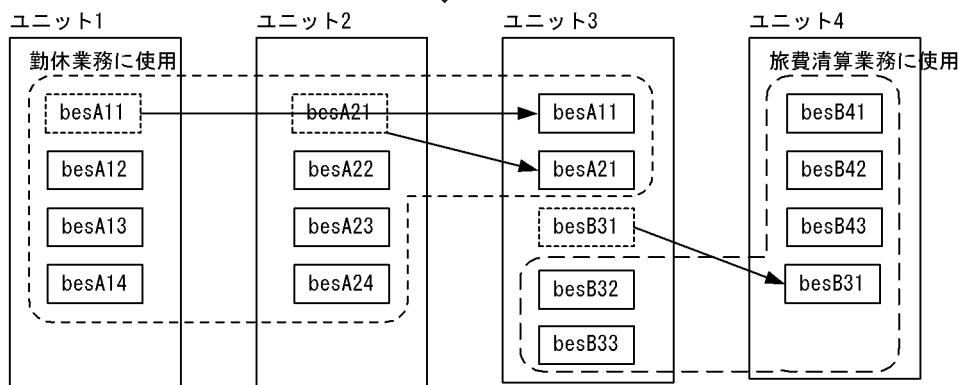 ユニット1 ユニット2 ユニット3 ユニット4
勤休業務に使用 旅費清算業務に使用
besA11 besA21 besA11 besB41
besA12 besA22 besA21 besB42
besA13 besA23 besB31 besB43
besA14 besA24 besB32 besB31
besB33